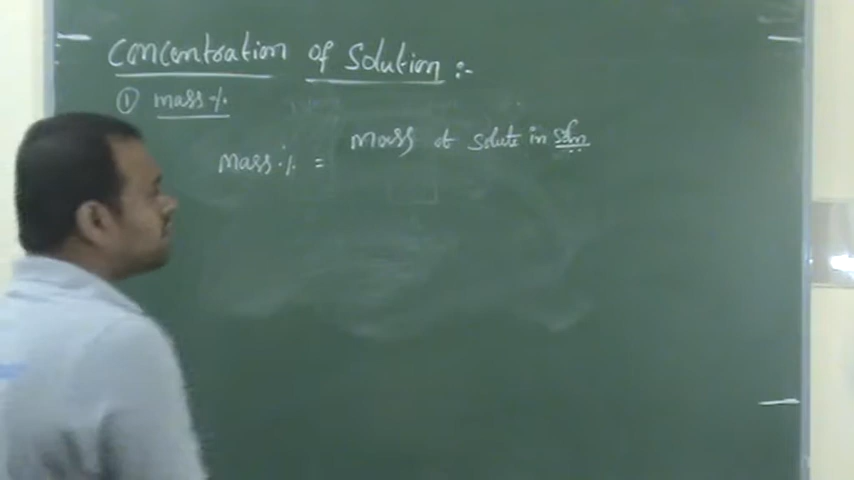 Concentration of Solution :-
① mass %
Mass % =
Mass of Solute in Soln